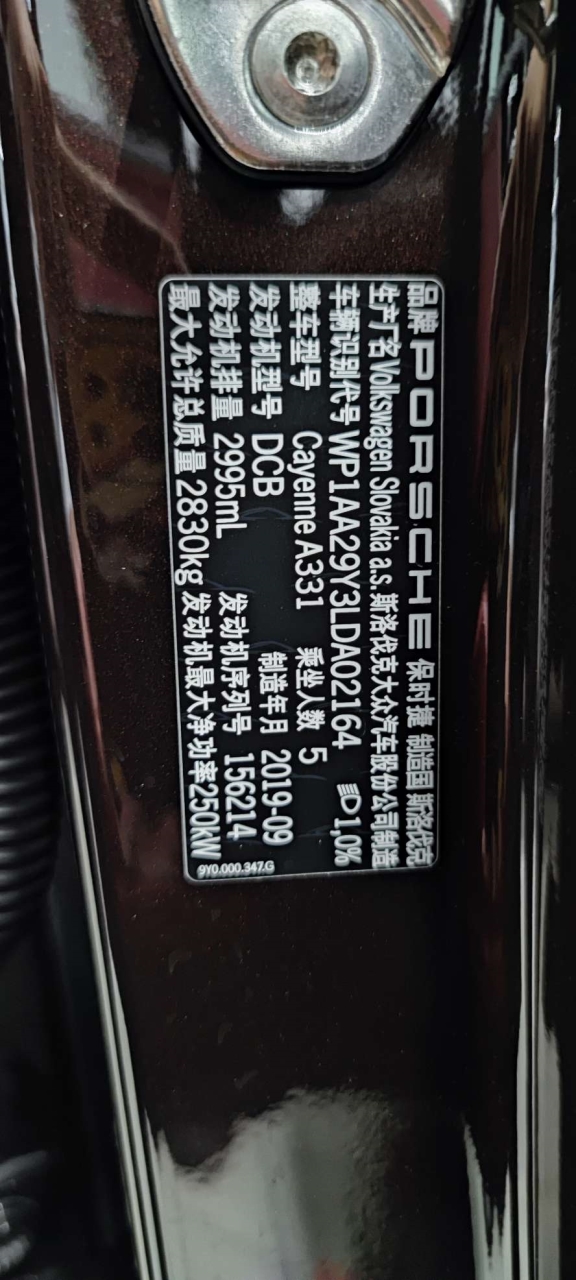 品牌 PORSCHE 保时捷 制造国 斯洛伐克
生产厂名 Volkswagen Slovakia a.s. 斯洛伐克大众汽车股份公司制造
车辆识别代号 WP1AA29Y3LDA02164 1,0%
整车型号 Cayenne A331 乘坐人数 5
发动机型号 DCB 制造年月 2019-09
发动机排量 2995mL 发动机序列号 156214
最大允许总质量 2830kg 发动机最大净功率250kW
9Y0.000.347.G